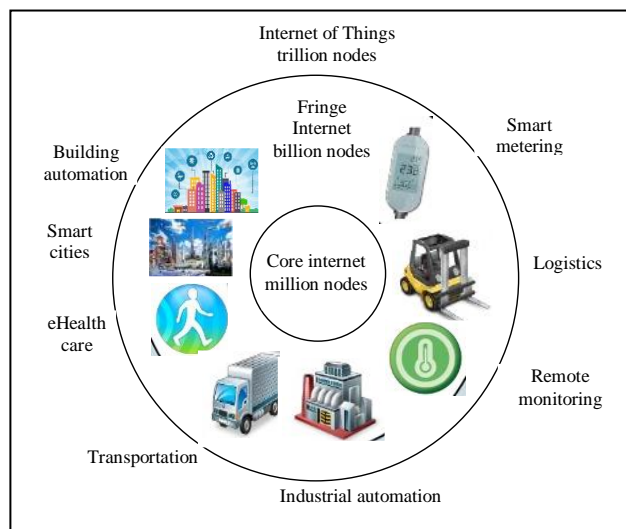 Internet of Things
trillion nodes
Fringe
Internet
billion nodes
Smart
metering
Building
automation
Smart
cities
Core internet
million nodes
Logistics
eHealth
care
Remote
monitoring
Transportation
Industrial automation